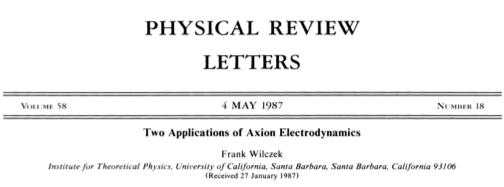 PHYSICAL REVIEW
LETTERS
VOLUME 58
4 MAY 1987
NUMBER 18
Two Applications of Axion Electrodynamics
Frank Wilczek
Institute for Theoretical Physics, University of California, Santa Barbara, Santa Barbara, California 93106
(Received 27 January 1987)